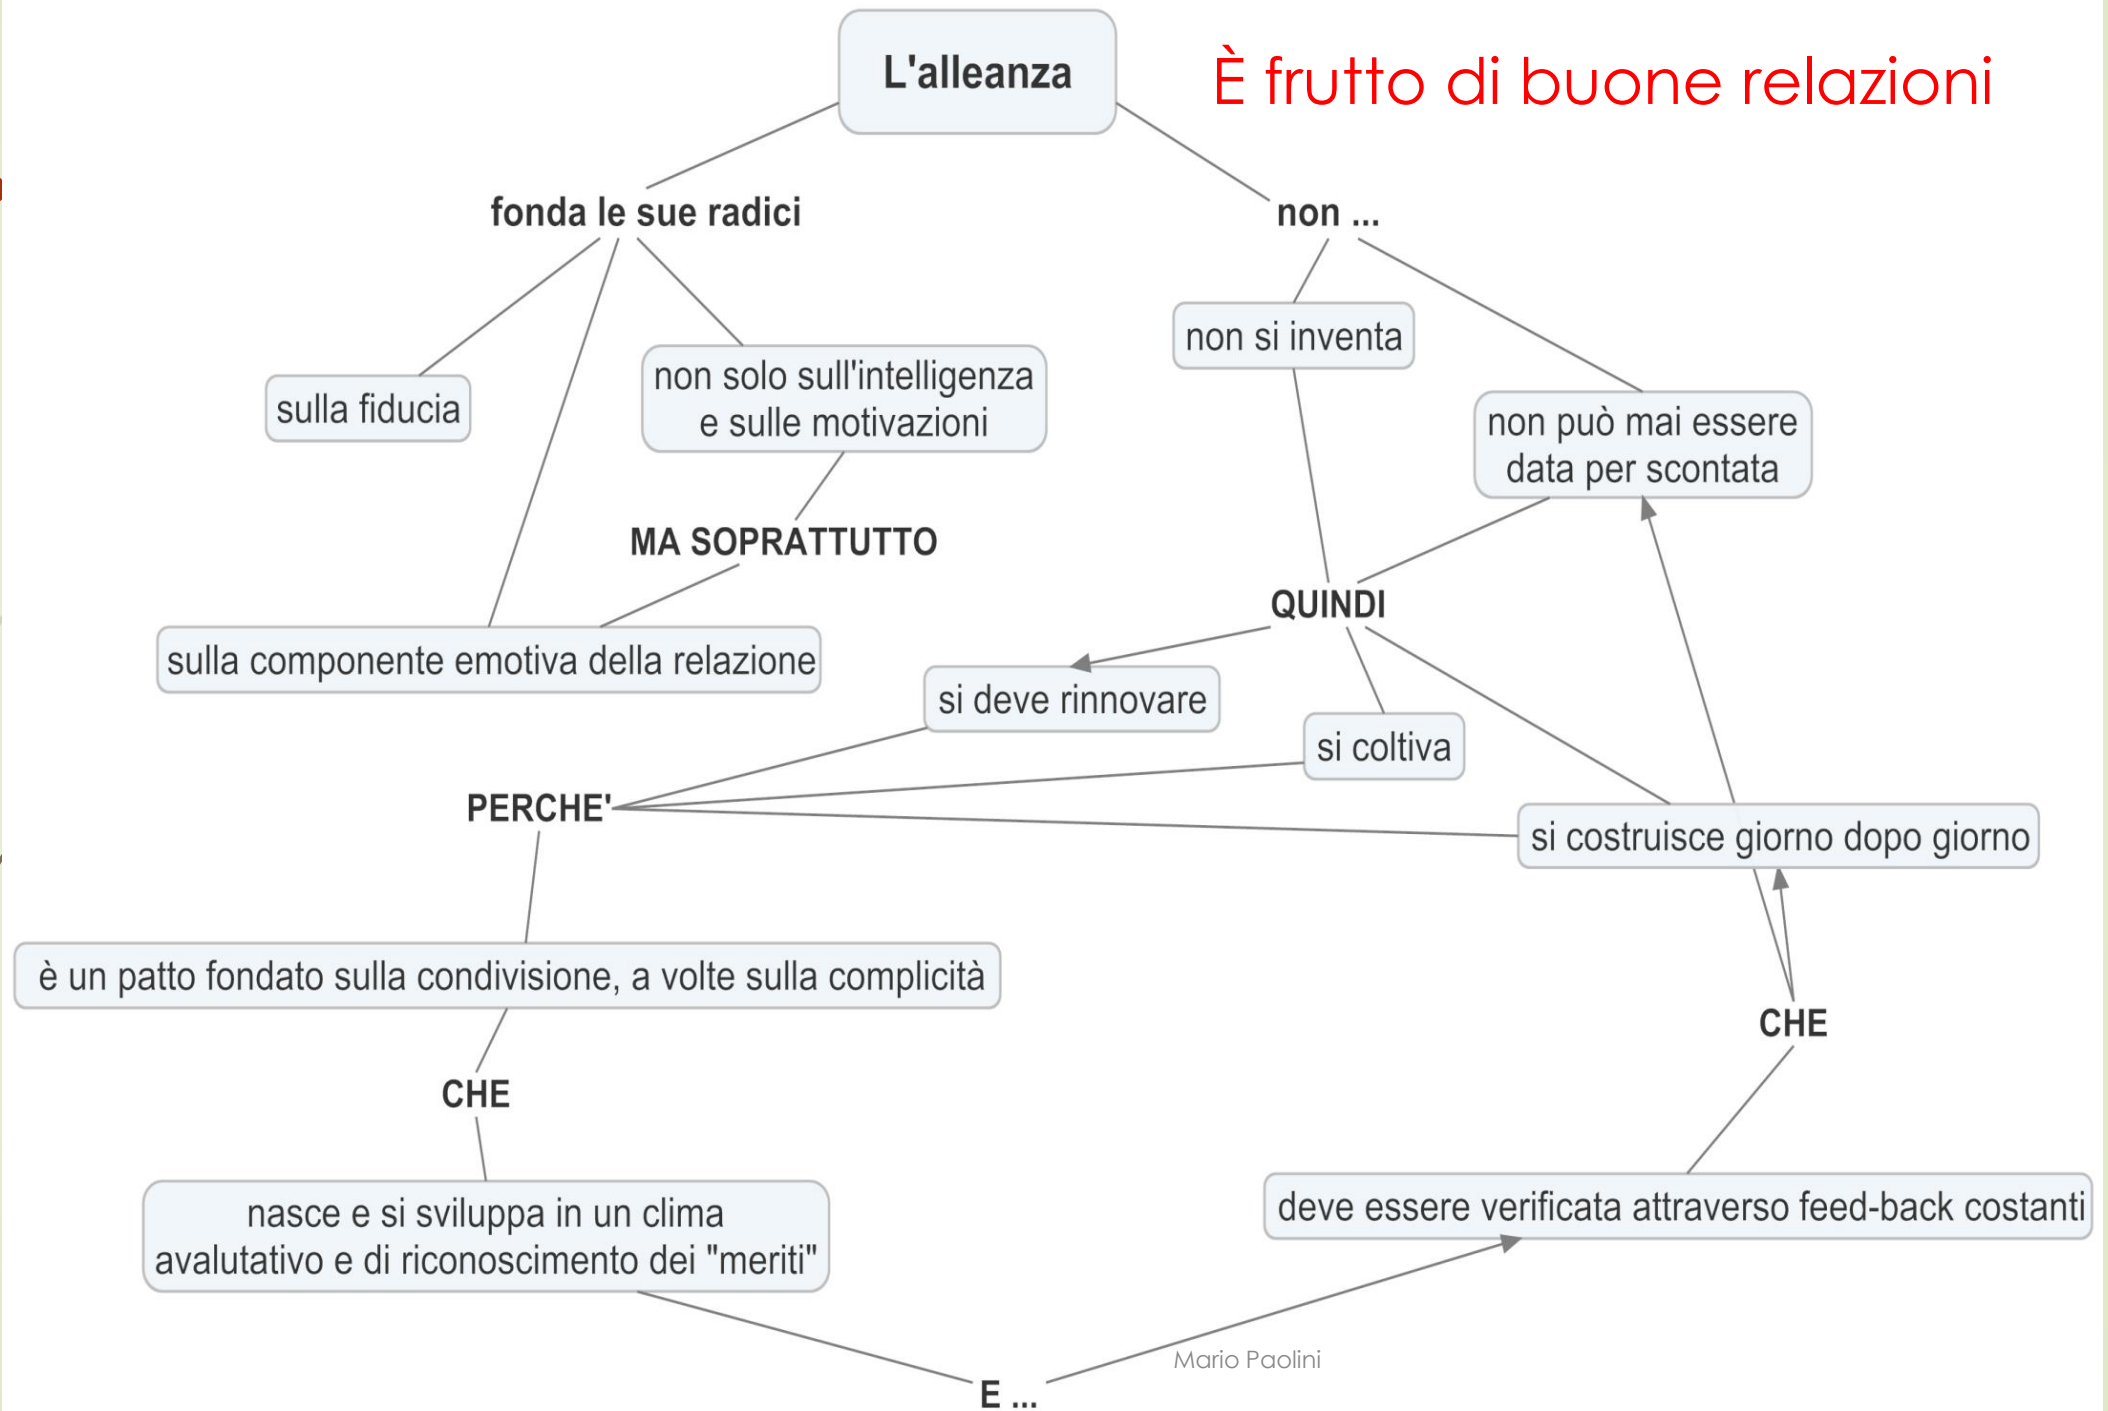 L'alleanza
È frutto di buone relazioni
fonda le sue radici
non ...
sulla fiducia
non solo sull'intelligenza
e sulle motivazioni
non si inventa
non può mai essere
data per scontata
MA SOPRATTUTTO
QUINDI
sulla componente emotiva della relazione
si deve rinnovare
si coltiva
PERCHE'
si costruisce giorno dopo giorno
è un patto fondato sulla condivisione, a volte sulla complicità
CHE
CHE
nasce e si sviluppa in un clima
avalutativo e di riconoscimento dei "meriti"
deve essere verificata attraverso feed-back costanti
Mario Paolini
E ...